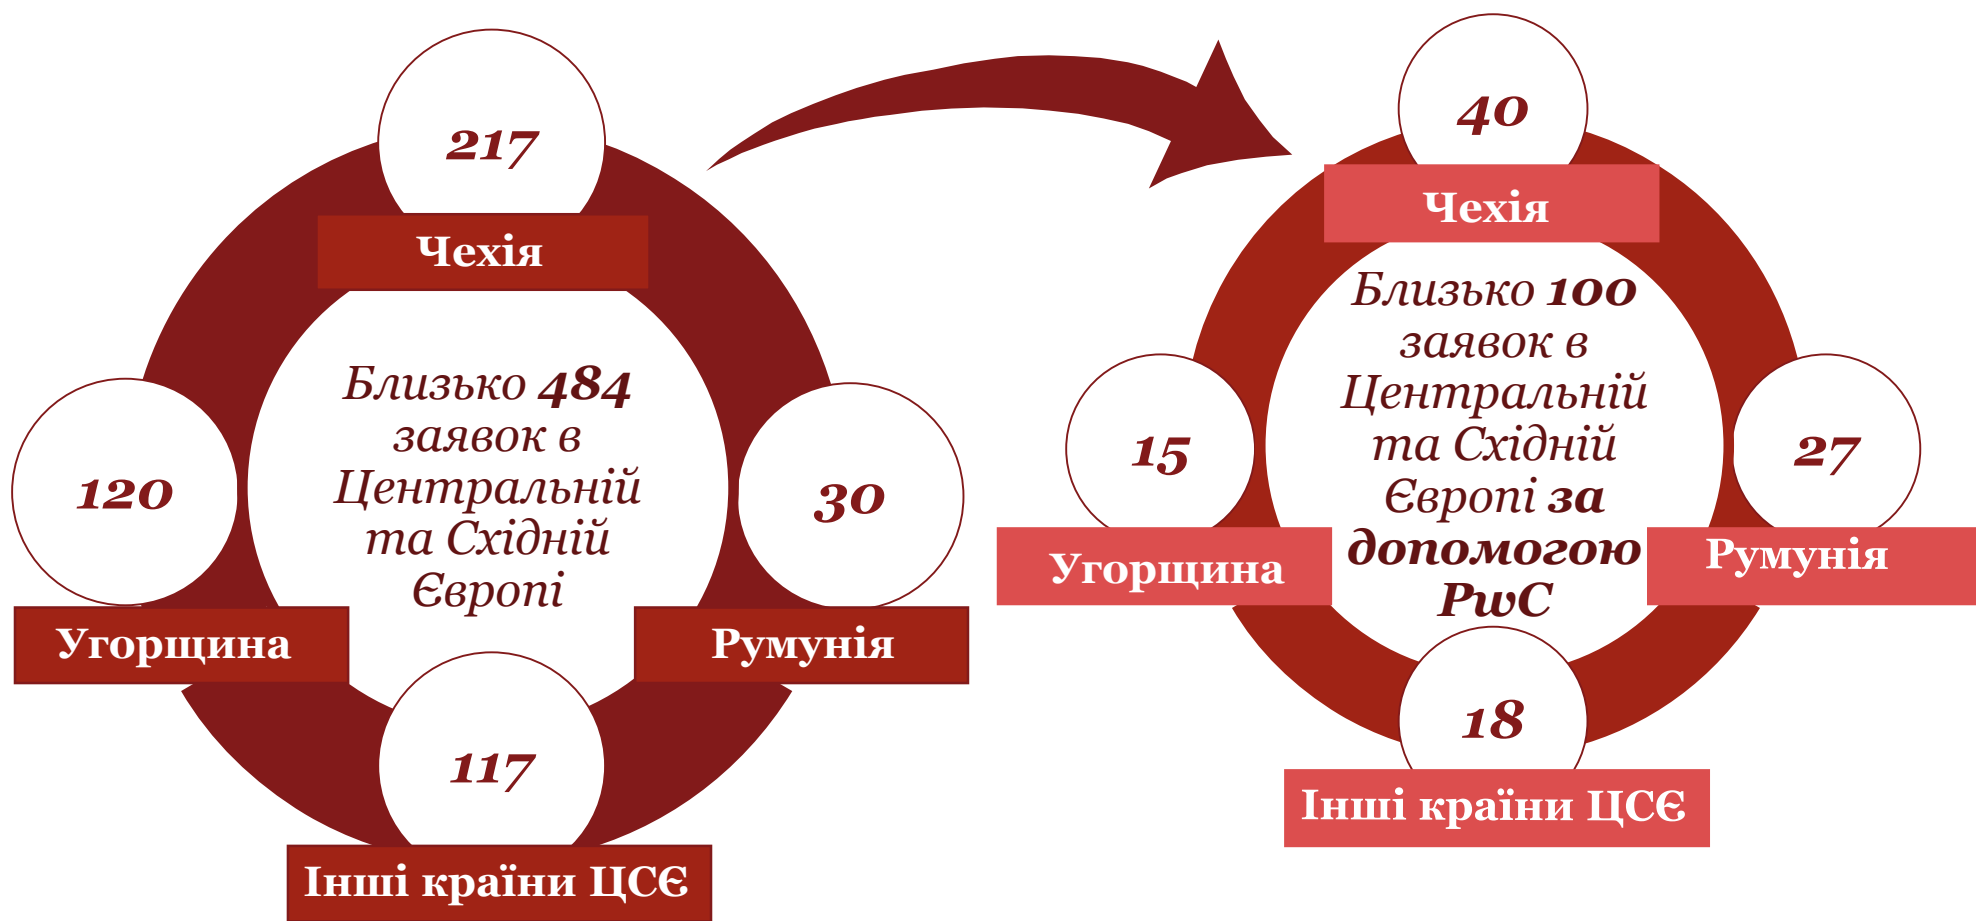 217
Чехія
Близько 484
заявок в
Центральній
та Східній
Європі
120
Угорщина
30
Румунія
117
Інші країни ЦСЄ
40
Чехія
Близько 100
заявок в
Центральній
та Східній
Європі за
допомогою
PwC
15
Угорщина
27
Румунія
18
Інші країни ЦСЄ